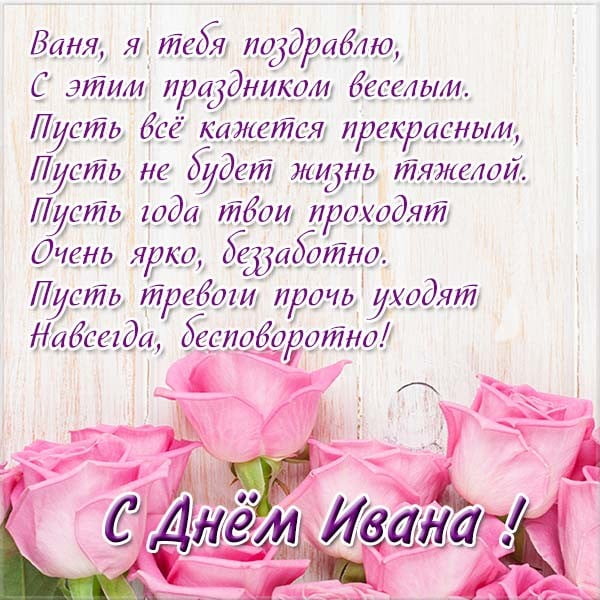 Ваня, я тебя поздравлю,
С этим праздником веселым.
Пусть всё кажется прекрасным,
Пусть не будет жизнь тяжелой.
Пусть года твои проходят
Очень ярко, беззаботно.
Пусть тревоги прочь уходят
Навсегда, бесповоротно!
С Днём Ивана !